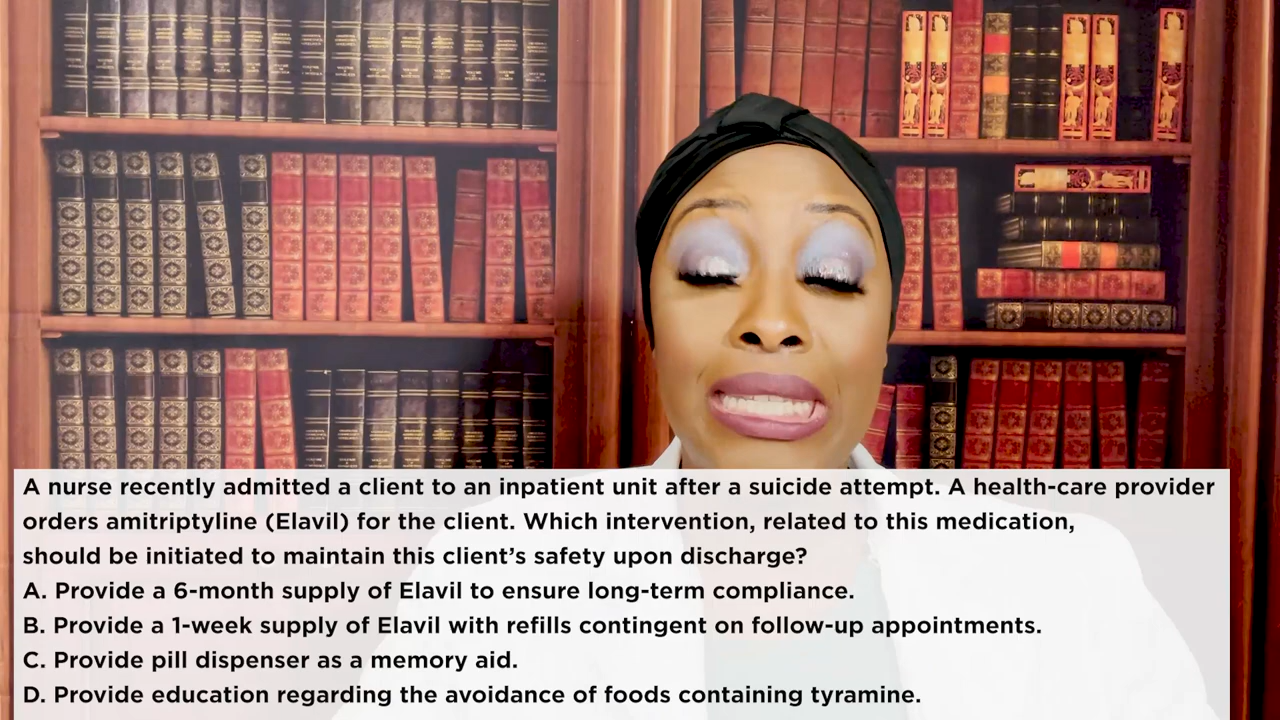 A nurse recently admitted a client to an inpatient unit after a suicide attempt. A health-care provider
orders amitriptyline (Elavil) for the client. Which intervention, related to this medication,
should be initiated to maintain this client’s safety upon discharge?
A. Provide a 6-month supply of Elavil to ensure long-term compliance.
B. Provide a 1-week supply of Elavil with refills contingent on follow-up appointments.
C. Provide pill dispenser as a memory aid.
D. Provide education regarding the avoidance of foods containing tyramine.